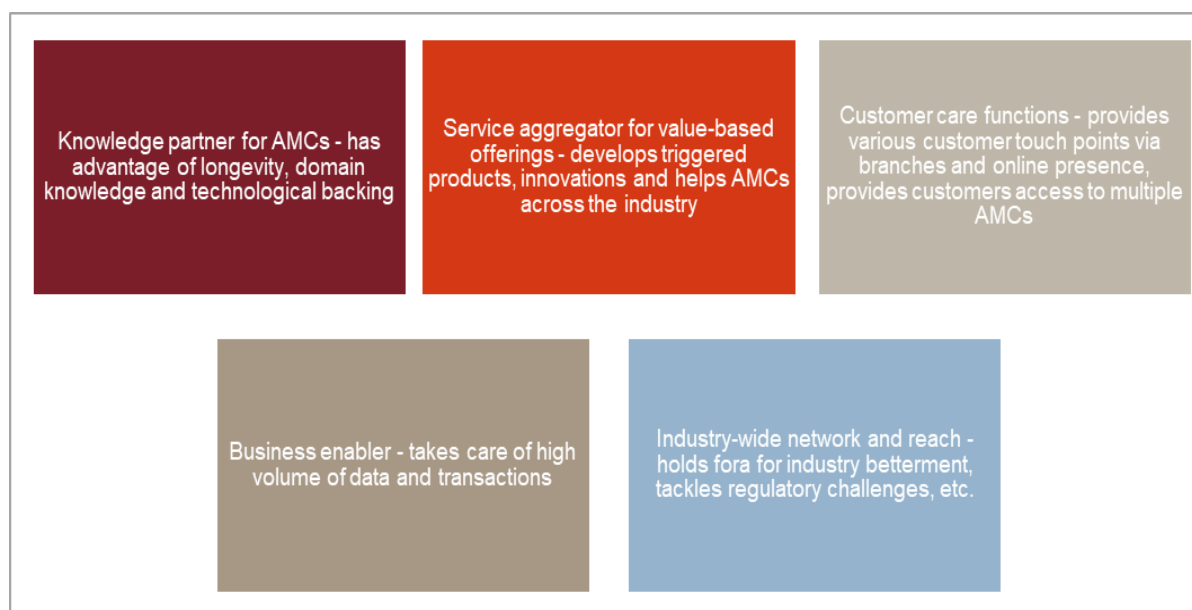 Knowledge partner for AMCs - has
advantage of longevity, domain
knowledge and technological backing
Service aggregator for value-based
offerings - develops triggered
products, innovations and helps AMCs
across the industry
Customer care functions - provides
various customer touch points via
branches and online presence,
provides customers access to multiple
AMCs
Business enabler - takes care of high
volume of data and transactions
Industry-wide network and reach -
holds fora for industry betterment,
tackles regulatory challenges, etc.